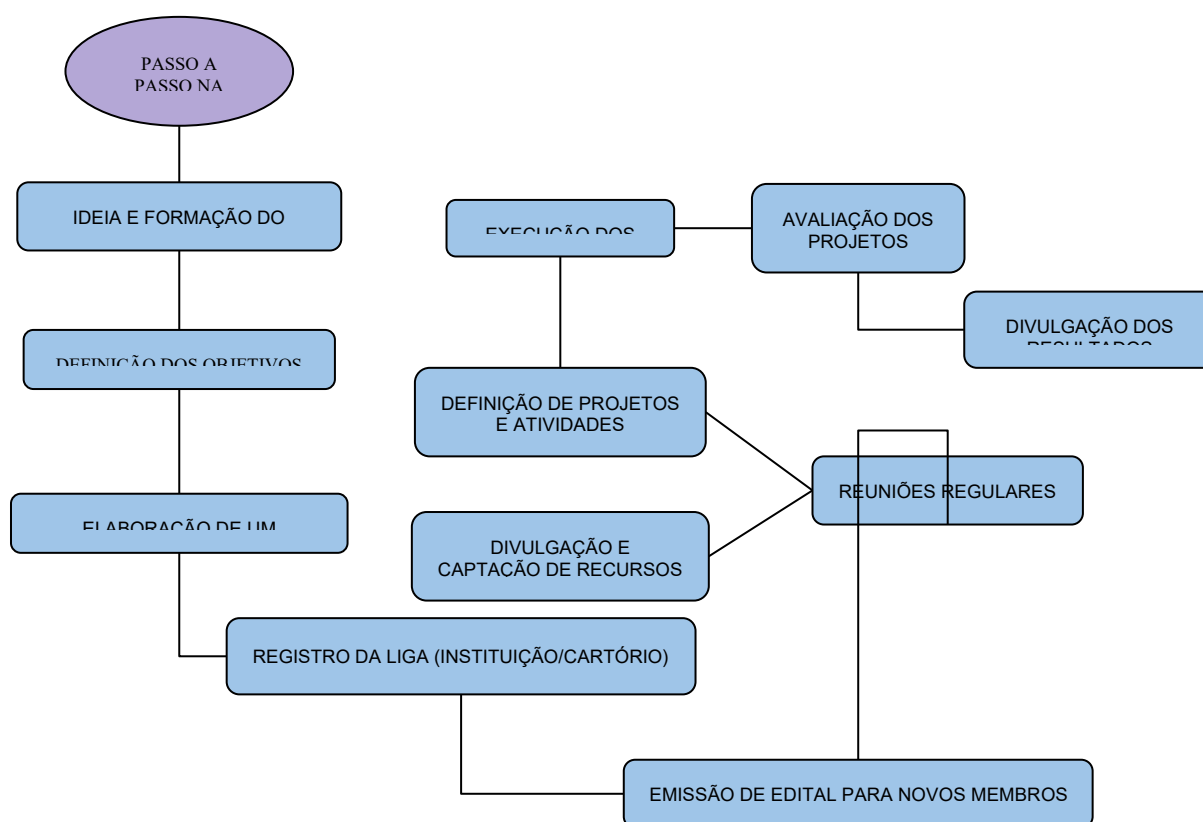 PASSO A
PASSO NA
IDEIA E FORMAÇÃO DO
DEFINIÇÃO DOS OBJETIVOS
ELABORAÇÃO DE UM
REGISTRO DA LIGA (INSTITUIÇÃO/CARTÓRIO)
EMISSÃO DE EDITAL PARA NOVOS MEMBROS
REUNIÕES REGULARES
DIVULGAÇÃO E
CAPTAÇÃO DE RECURSOS
DEFINIÇÃO DE PROJETOS
E ATIVIDADES
EXECUÇÃO DOS
AVALIAÇÃO DOS
PROJETOS
DIVULGAÇÃO DOS
RESULTADOS